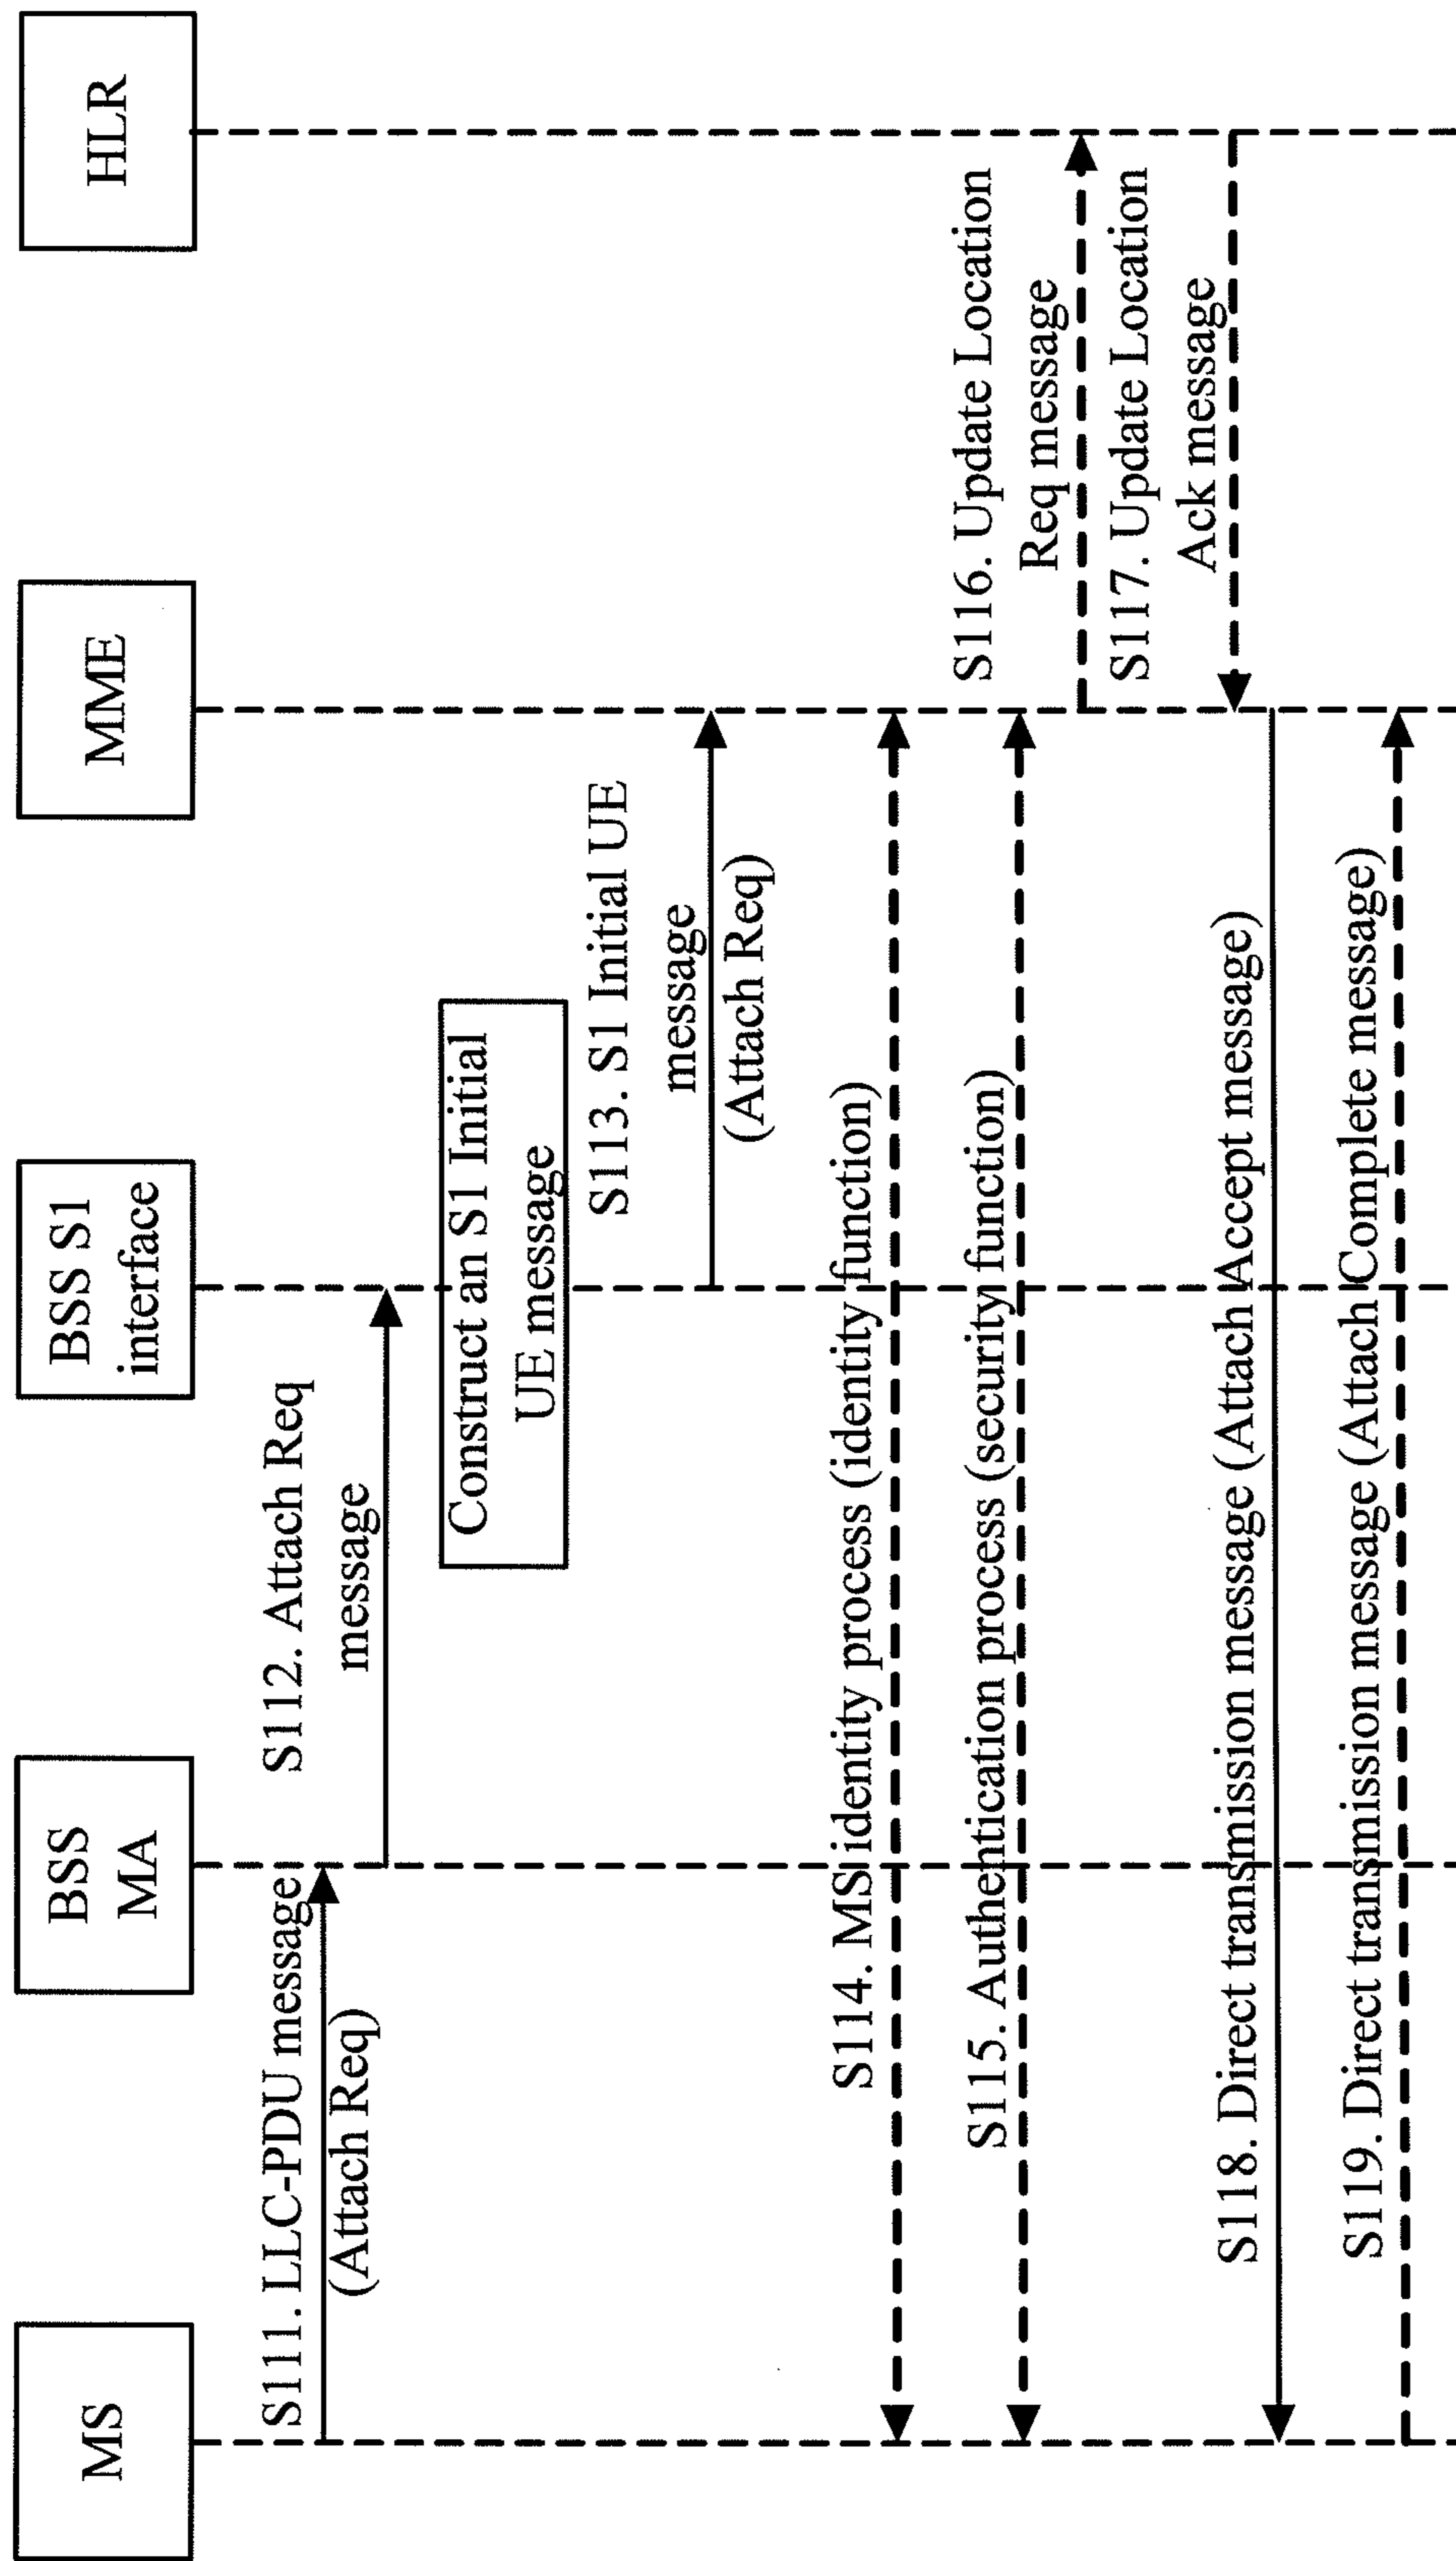 MS
BSS
MA
BSS S1
interface
MME
HLR
S111. LLC-PDU message
(Attach Req)
S112. Attach Req
message
Construct an S1 Initial
UE message
S113. S1 Initial UE
message
(Attach Req)
S114. MS identity process (identity function)
S115. Authentication process (security function)
S116. Update Location
Req message
S117. Update Location
Ack message
S118. Direct transmission message (Attach Accept message)
S119. Direct transmission message (Attach Complete message)